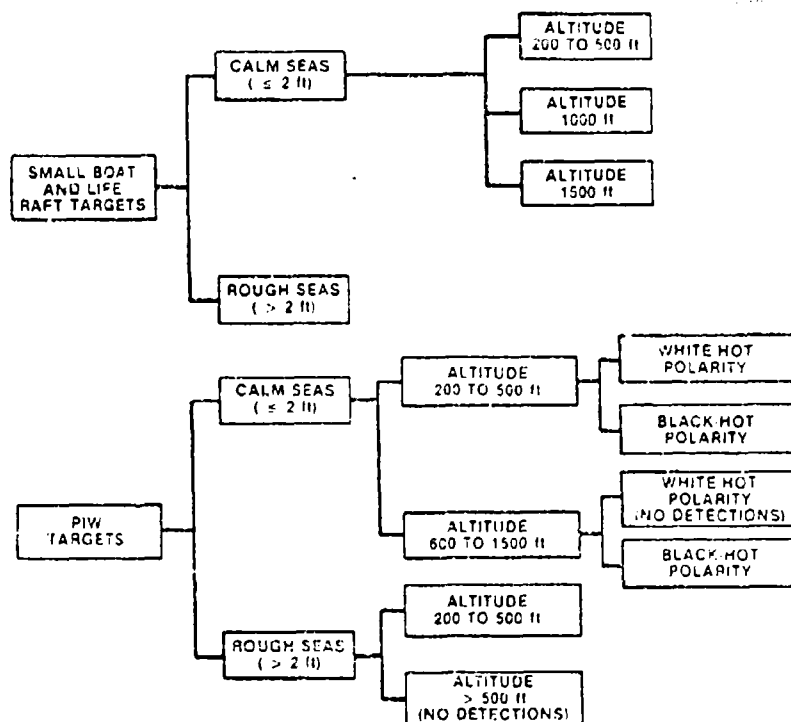 ALTITUDE
200 TO 500 ft
CALM SEAS
( ≤ 2 ft)
ALTITUDE
1000 ft
ALTITUDE
1500 ft
SMALL BOAT
AND LIFE
RAFT TARGETS
ROUGH SEAS
( > 2 ft)
WHITE HOT
POLARITY
ALTITUDE
200 TO 500 ft
CALM SEAS
( ≤ 2 ft)
BLACK-HOT
POLARITY
WHITE HOT
POLARITY
(NO DETECTIONS)
PIW
TARGETS
ALTITUDE
600 TO 1500 ft
BLACK-HOT
POLARITY
ALTITUDE
200 TO 500 ft
ROUGH SEAS
( > 2 ft)
ALTITUDE
> 500 ft
(NO DETECTIONS)